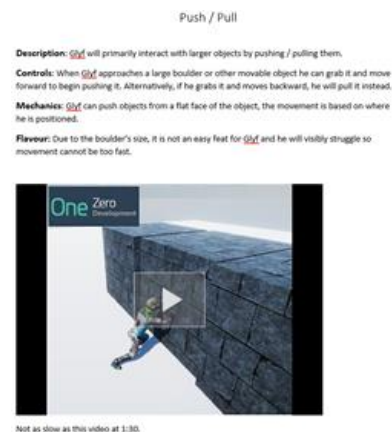 Push / Pull
Description: Glyf will primarily interact with larger objects by pushing / pulling them.
Controls: When Glyf approaches a large boulder or other movable object he can grab it and move
forward to begin pushing it. Alternatively, if he grabs it and moves backward, he will pull it instead.
Mechanics: Glyf can push objects from a flat face of the object, the movement is based on where
he is positioned.
Flavour: Due to the boulder's size, it is not an easy feat for Glyf and he will visibly struggle so
movement cannot be too fast.
One Zero
Development
Not as slow as this video at 1:30.